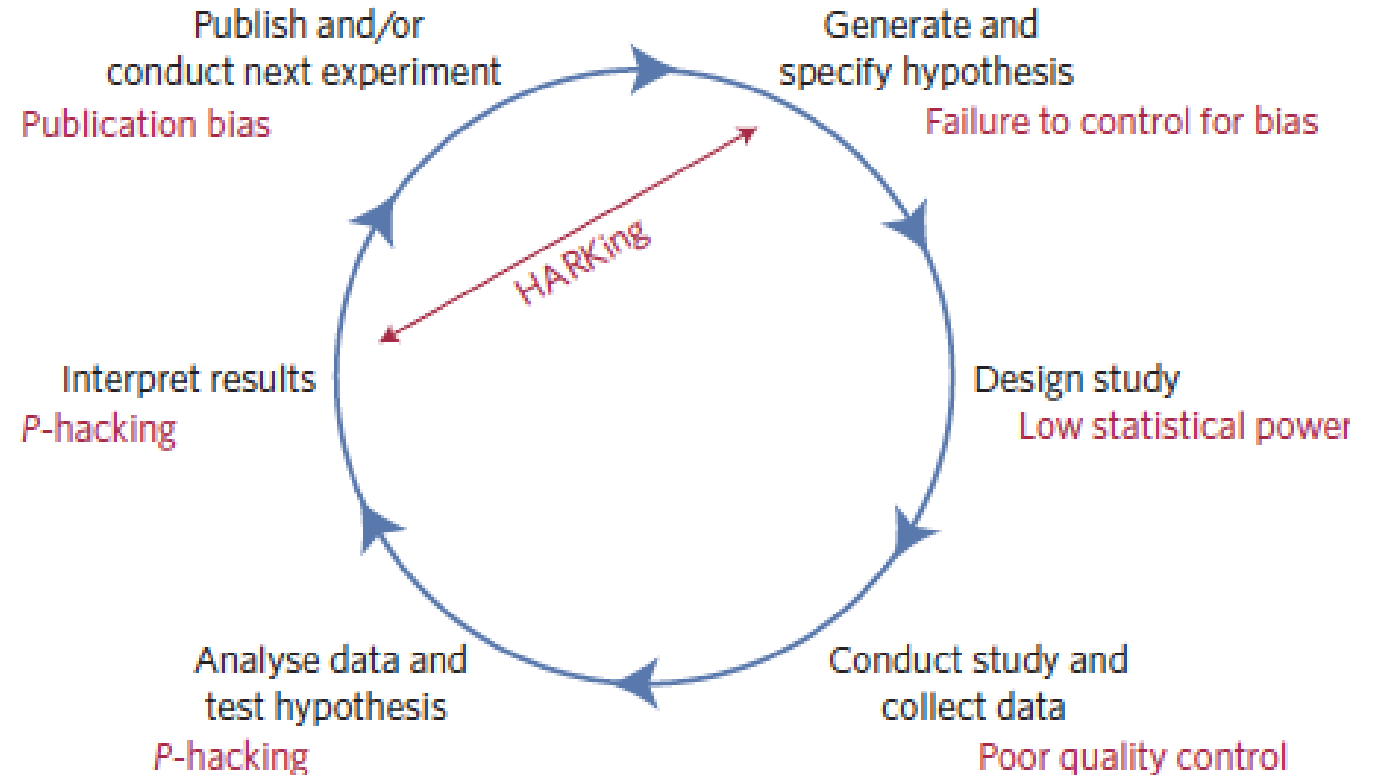 Publish and/or
conduct next experiment
Publication bias
Generate and
specify hypothesis
Failure to control for bias
HARKing
Interpret results
P-hacking
Design study
Low statistical power
Analyse data and
test hypothesis
P-hacking
Conduct study and
collect data
Poor quality control